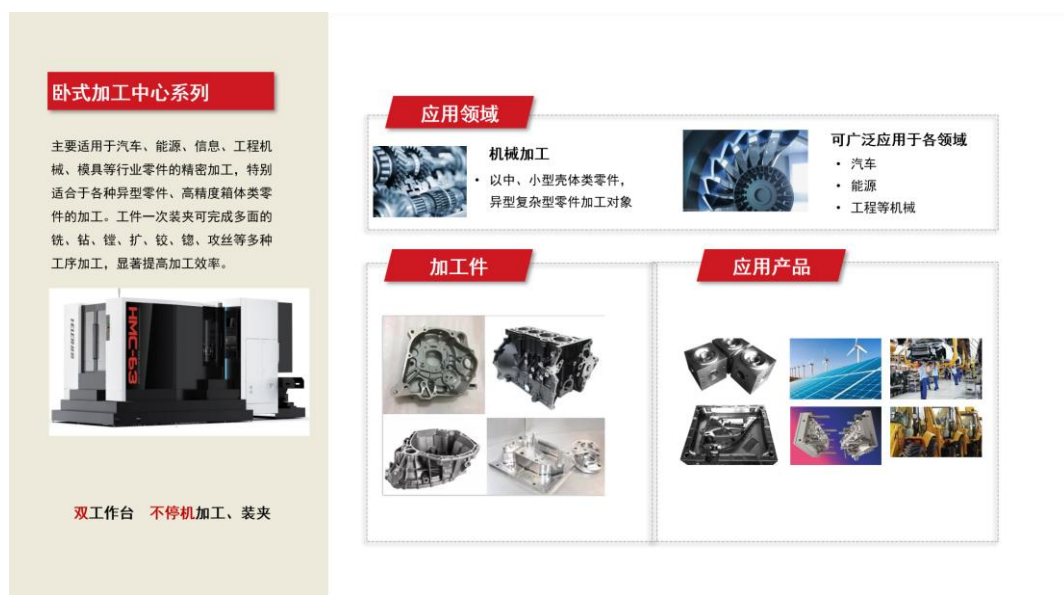 卧式加工中心系列
主要适用于汽车、能源、信息、工程机
械、模具等行业零件的精密加工，特别
适合于各种异型零件、高精度箱体类零
件的加工。工件一次装夹可完成多面的
铣、钻、镗、扩、铰、锪、攻丝等多种
工序加工，显著提高加工效率。
HMC-63
双工作台 不停机加工、装夹
应用领域
机械加工
• 以中、小型壳体类零件，
异型复杂型零件加工对象
可广泛应用于各领域
• 汽车
• 能源
• 工程等机械
加工件
应用产品